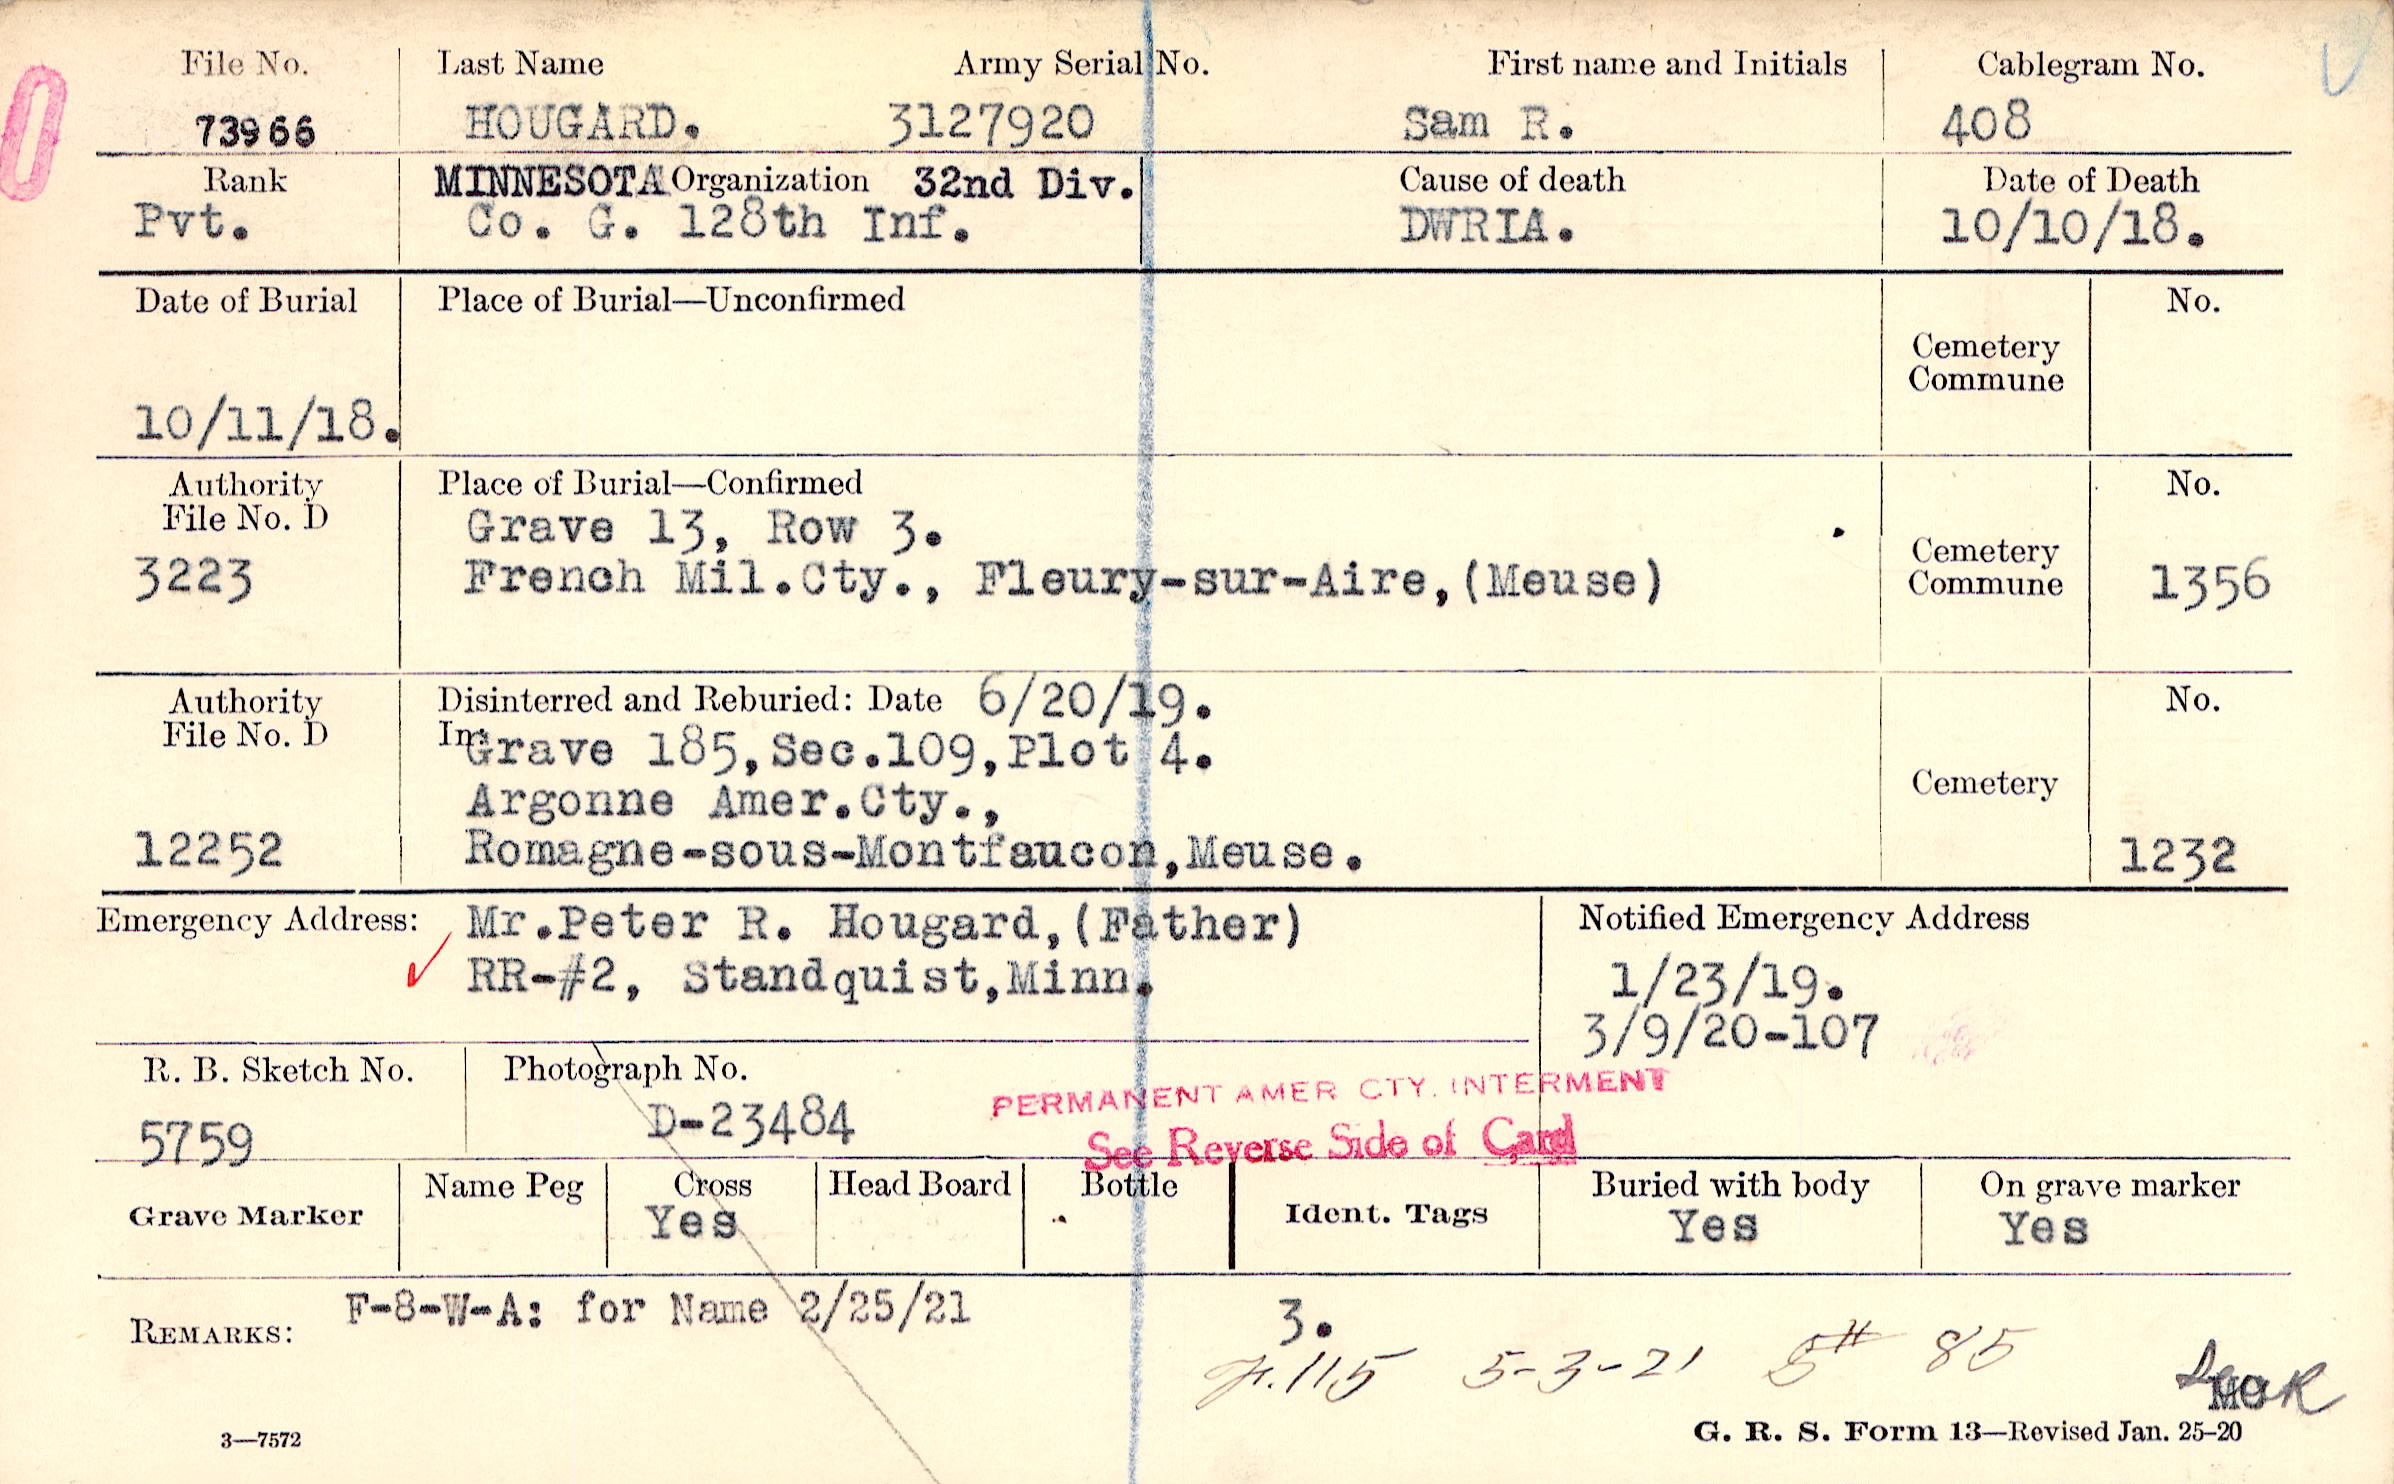 File No. Last Name Army Serial No. First name and Initials Cablegram No.
73966 HOUGARD. 3127920 Sam R. 408
Rank MINNESOTA Organization 32nd Div. Cause of death Date of Death
Pvt. Co. G. 128th Inf. DWRIA. 10/10/18.
Date of Burial Place of Burial—Unconfirmed No.
Cemetery
Commune
10/11/18.
Authority Place of Burial—Confirmed No.
File No. D Grave 13, Row 3.
Cemetery
3223 French Mil.Cty., Fleury-sur-Aire,(Meuse) Commune 1356
Authority Disinterred and Reburied: Date 6/20/19. No.
File No. D In: Grave 185,Sec.109,Plot 4.
Argonne Amer.Cty., Cemetery
12252 Romagne-sous-Montfaucon,Meuse. 1232
Emergency Address: Mr.Peter R. Hougard,(Father) Notified Emergency Address
RR-#2, Standquist,Minn. 1/23/19.
3/9/20-107
R. B. Sketch No. Photograph No.
PERMANENT AMER CTY. INTERMENT
5759 D-23484 See Reverse Side of Card
Grave Marker Name Peg Cross Head Board Bottle Ident. Tags Buried with body On grave marker
Yes Yes Yes
REMARKS: F-8-W-A: for Name 2/25/21 3.
115 5-3-21 85
3—7572 G. R. S. Form 13—Revised Jan. 25-20